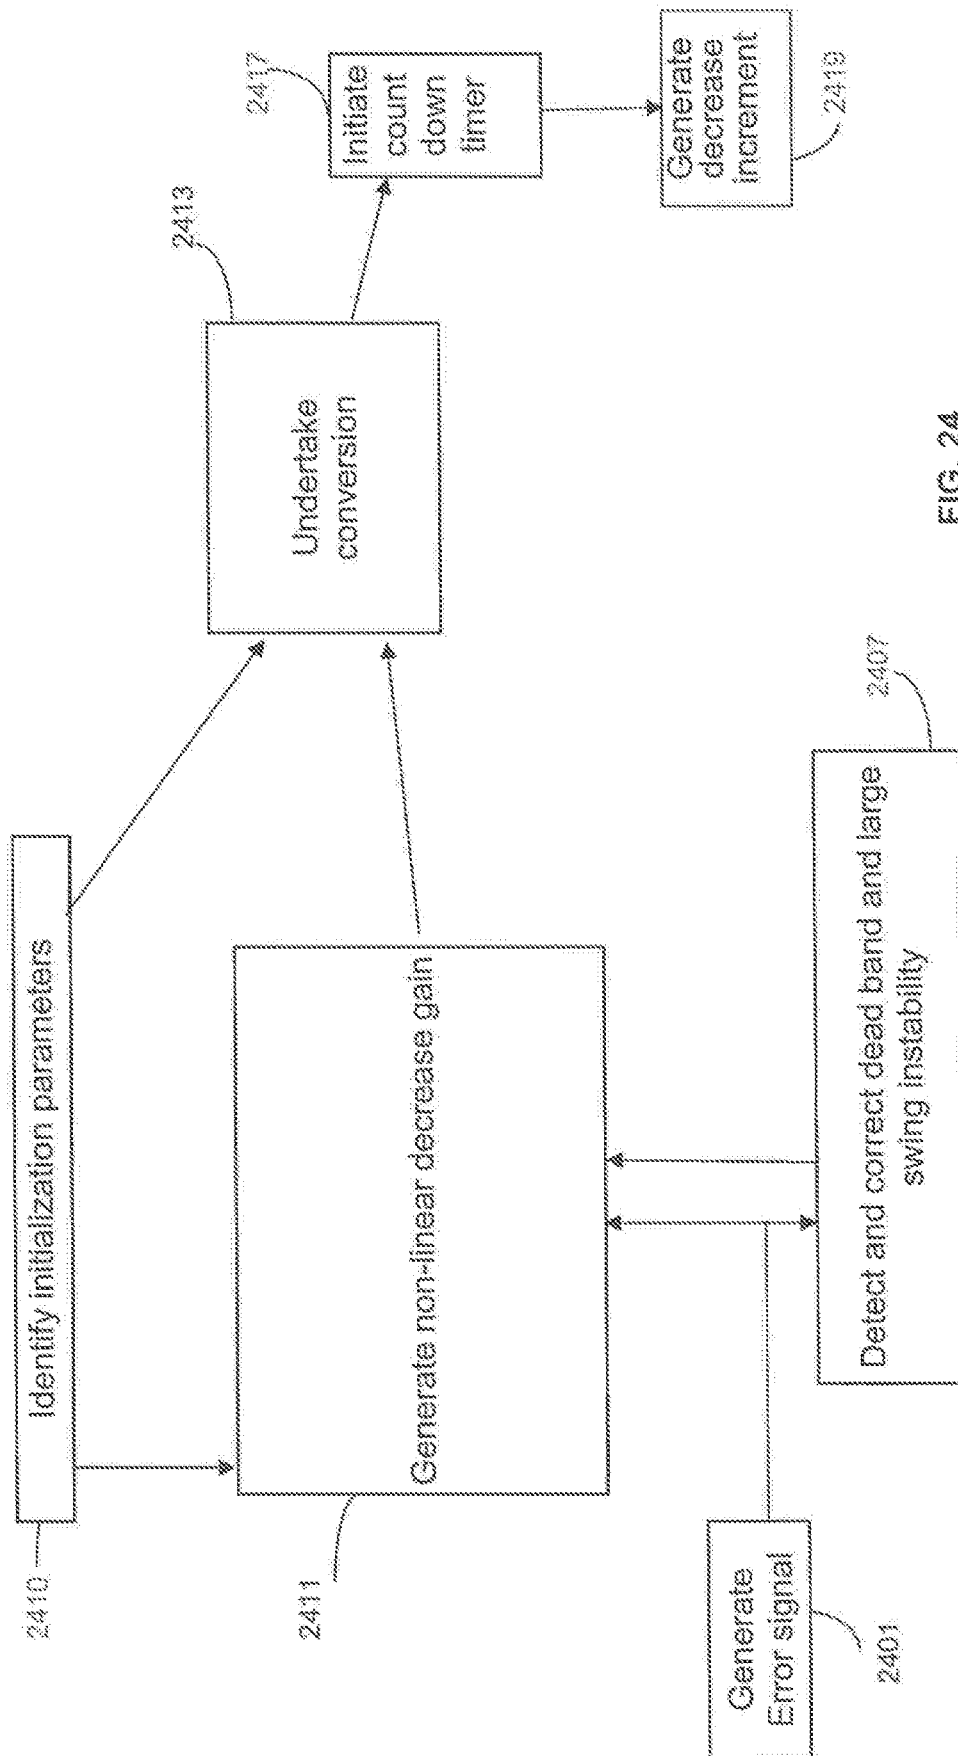 2410
Identify initialization parameters
2411
Generate non-linear decrease gain
2413
Undertake
conversion
2417
Initiate
count
down
timer
Generate
decrease
increment
2419
Generate
Error signal
2401
Detect and correct dead band and large
swing instability
2407
FIG. 24